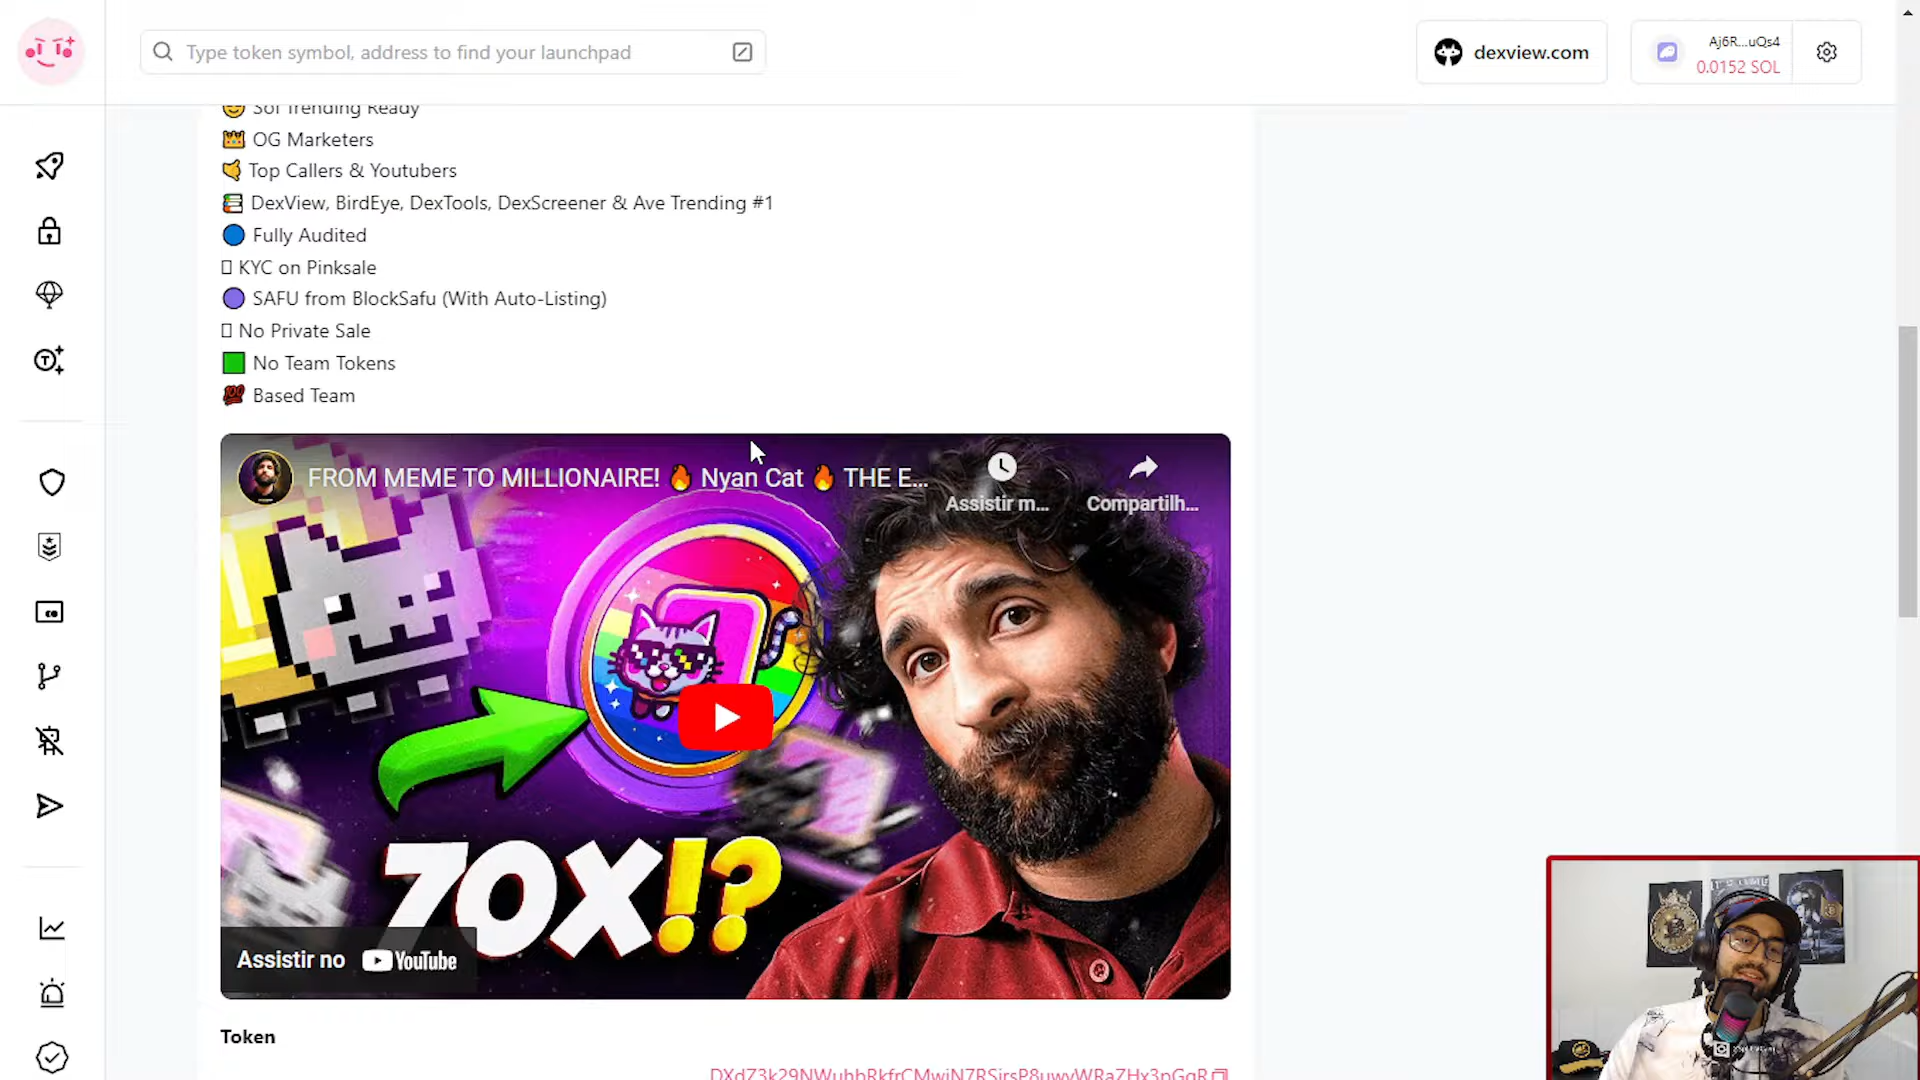 Type token symbol, address to find your launchpad
dexview.com
Aj6R...uQs4
0.0152 SOL
Sol Trending Ready
OG Marketers
Top Callers & Youtubers
DexView, BirdEye, DexTools, DexScreener & Ave Trending #1
Fully Audited
KYC on Pinksale
SAFU from BlockSafu (With Auto-Listing)
No Private Sale
No Team Tokens
💯 Based Team
FROM MEME TO MILLIONAIRE! 🔥 Nyan Cat 🔥 THE E...
Assistir m...
Compartilh...
70X!?
Assistir no YouTube
Token